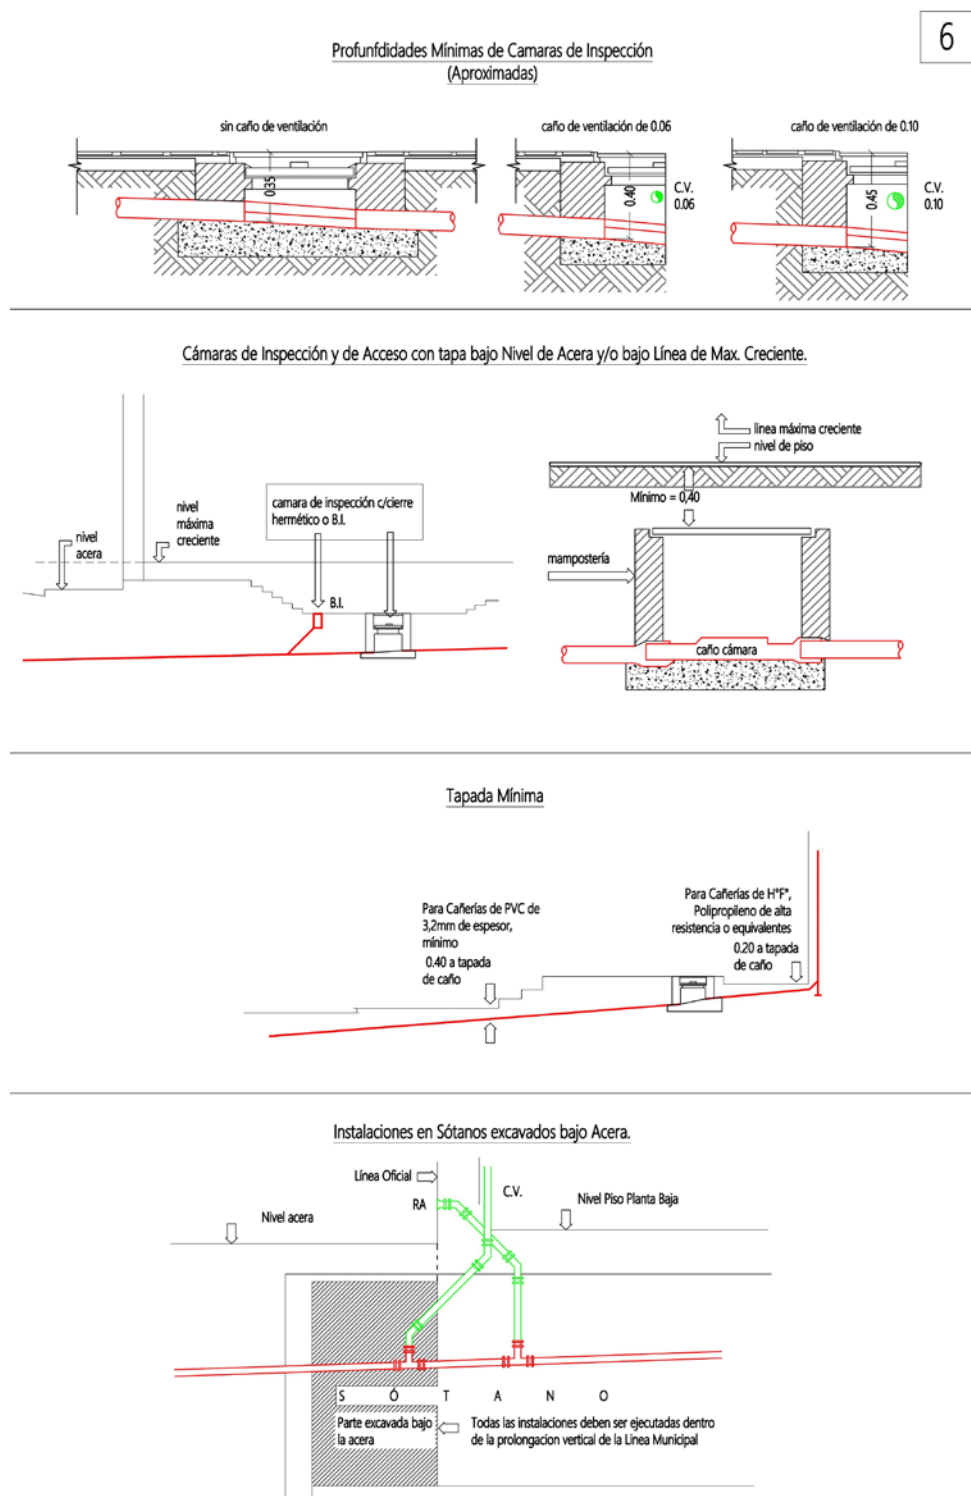 6
Profunfdidades Mínimas de Camaras de Inspección
(Aproximadas)
sin caño de ventilación
caño de ventilación de 0.06
caño de ventilación de 0.10
0.35
0.40
C.V.
0.06
0.45
C.V.
0.10
Cámaras de Inspección y de Acceso con tapa bajo Nivel de Acera y/o bajo Línea de Max. Creciente.
nivel
acera
nivel
máxima
creciente
camara de inspección c/cierre
hermético o B.I.
B.I.
linea máxima creciente
nivel de piso
Mínimo = 0,40
mampostería
caño cámara
Tapada Mínima
Para Cañerías de PVC de
3,2mm de espesor,
mínimo
0.40 a tapada
de caño
Para Cañerías de H°F°,
Polipropileno de alta
resistencia o equivalentes
0.20 a tapada
de caño
Instalaciones en Sótanos excavados bajo Acera.
Línea Oficial
RA
C.V.
Nivel acera
Nivel Piso Planta Baja
S Ó T A N O
Parte excavada bajo
la acera
Todas las instalaciones deben ser ejecutadas dentro
de la prolongacion vertical de la Linea Municipal